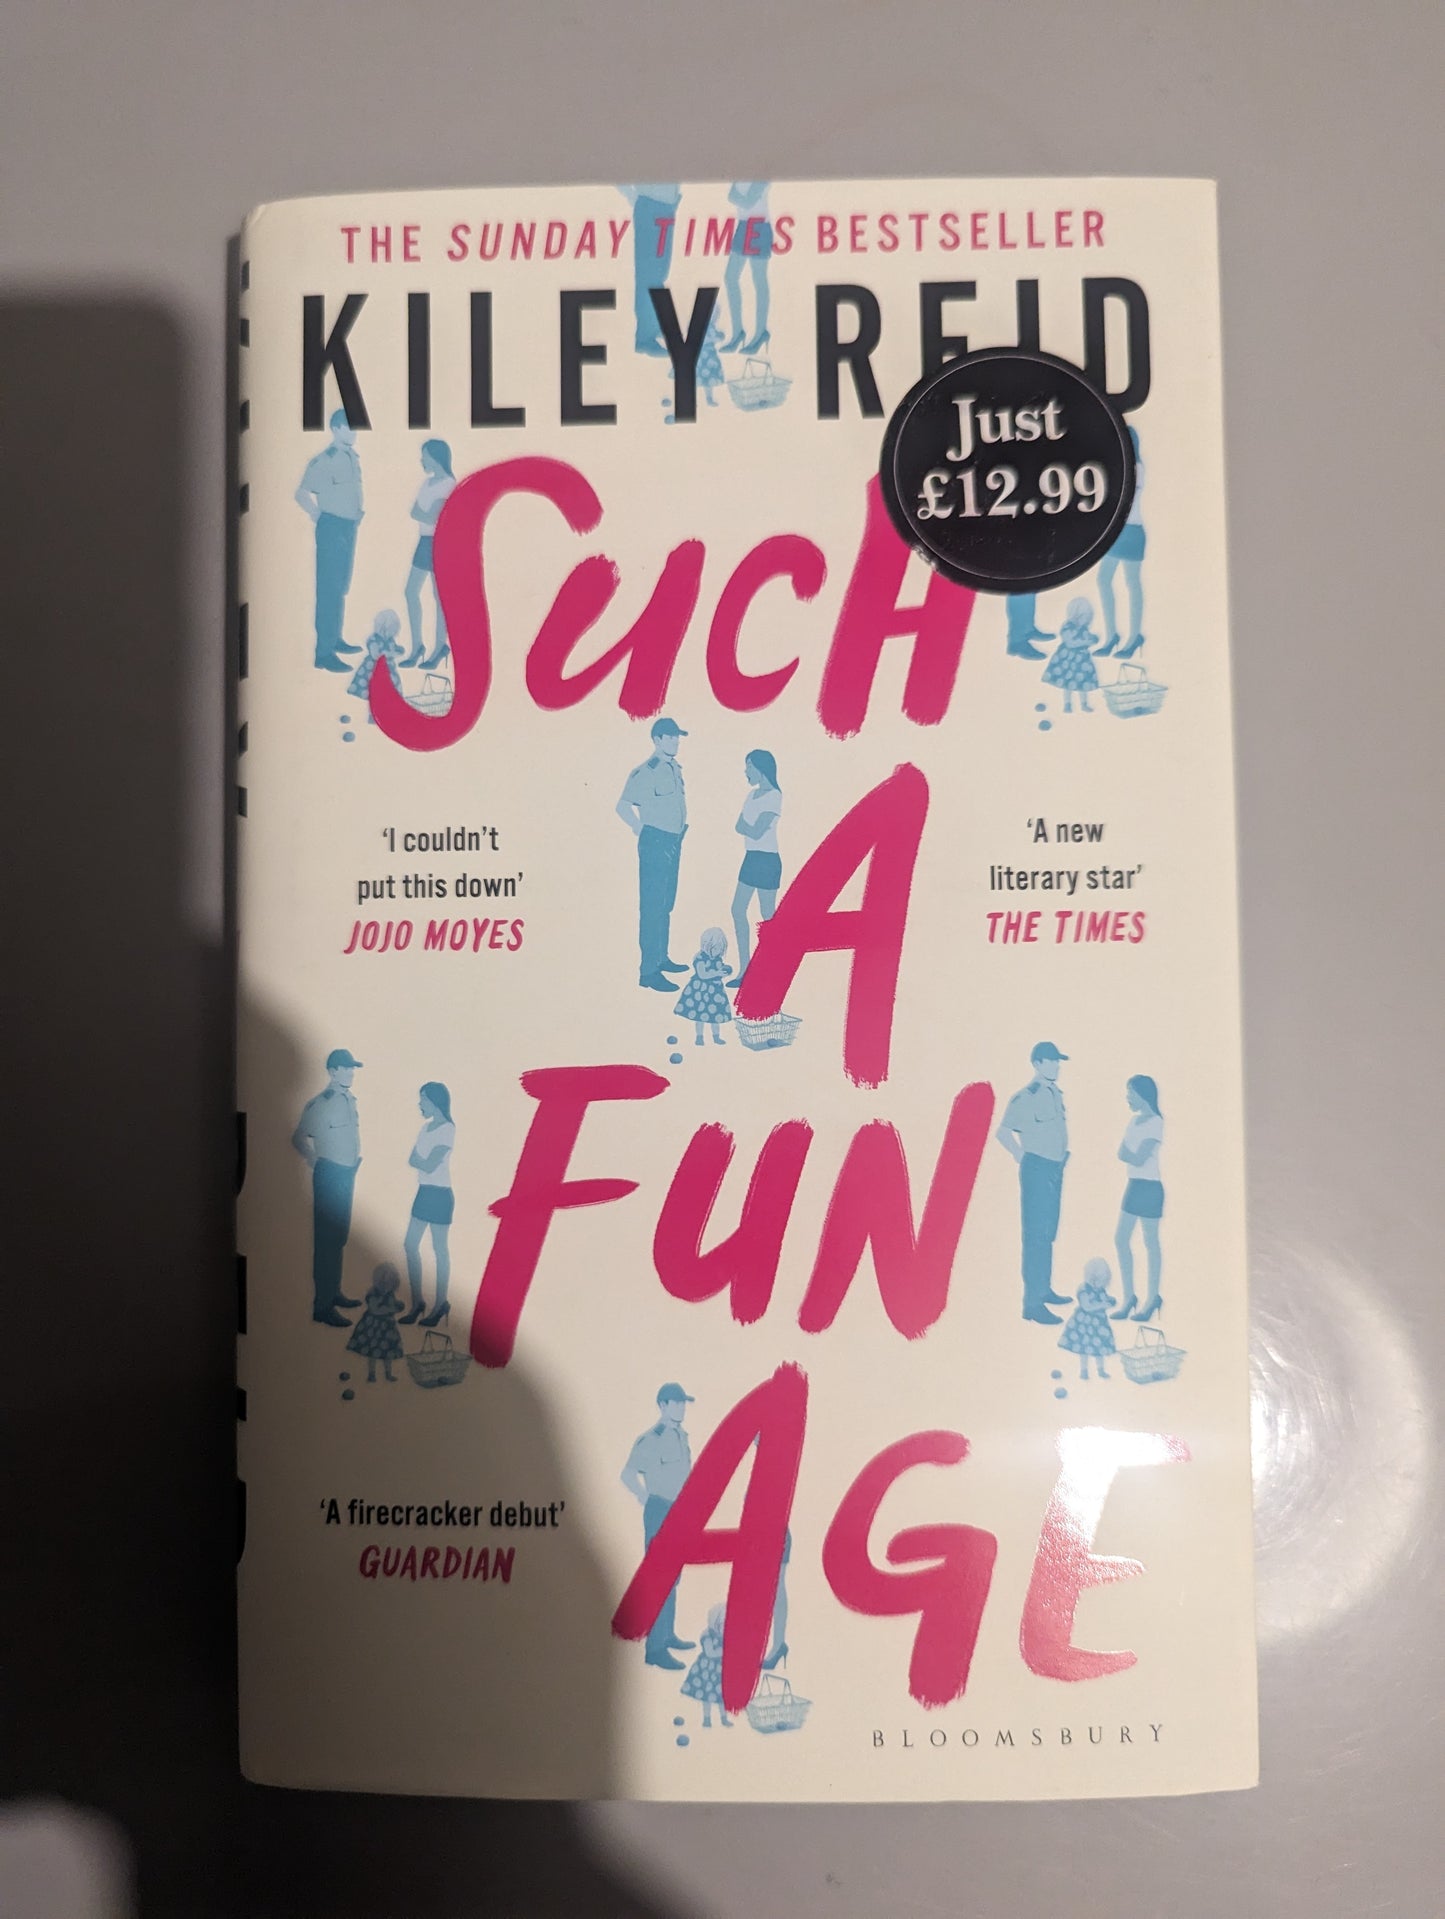 THE SUNDAY TIMES BESTSELLER
KILEY REID
Just
£12.99
SUCH
A
FUN
AGE
‘I couldn’t
put this down’
JOJO MOYES
‘A new
literary star’
THE TIMES
‘A firecracker debut’
GUARDIAN
BLOOMSBURY